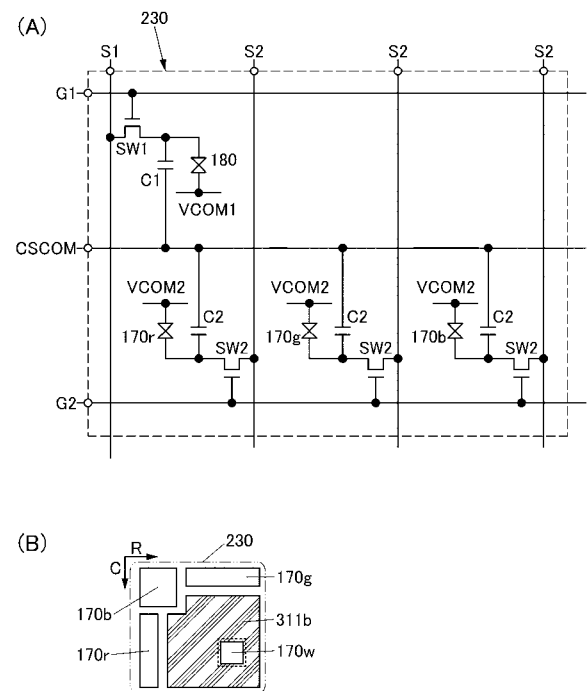 (A)
230
S1 S2 S2 S2
G1
SW1
C1
180
VCOM1
CSCOM
VCOM2 VCOM2 VCOM2
170r C2 170g C2 170b C2
SW2 SW2 SW2
G2
(B)
R
C
230
170g
170b
311b
170w
170r